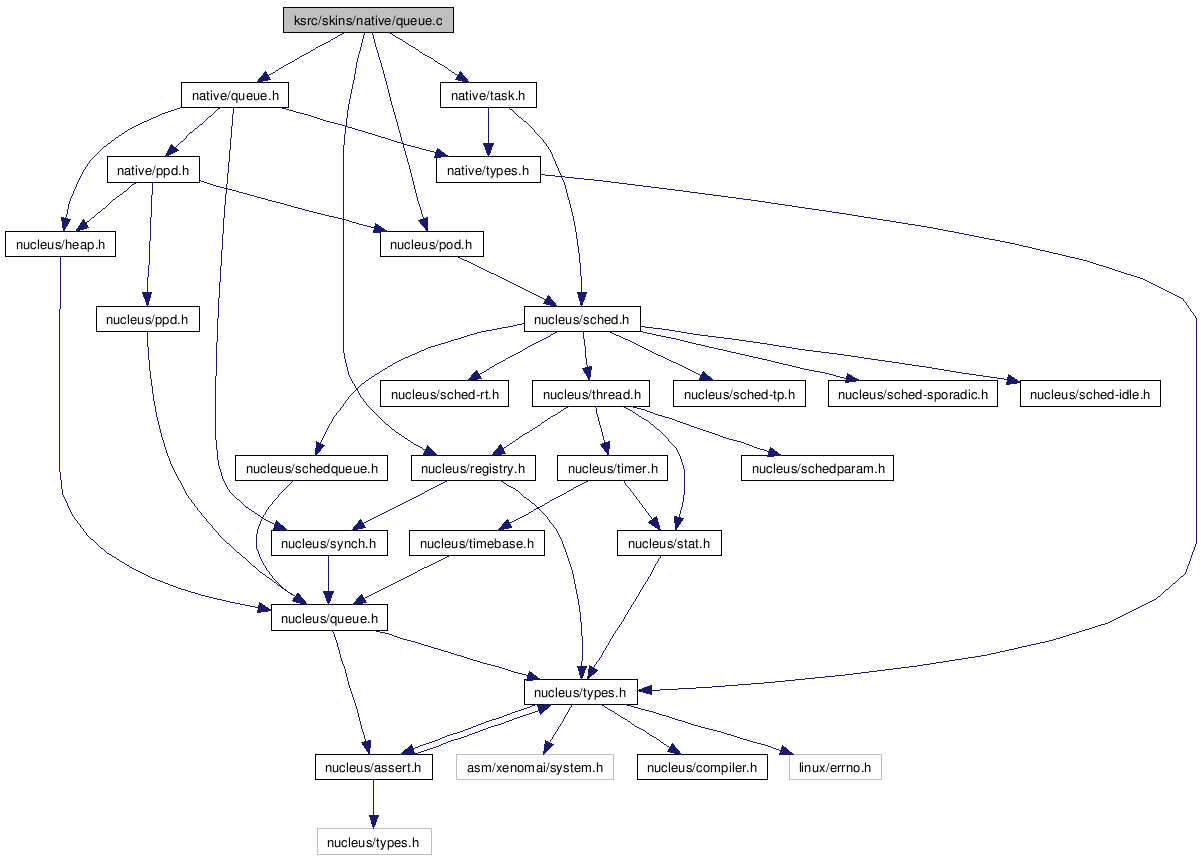 ksrc/skins/native/queue.c
native/queue.h
native/task.h
native/ppd.h
native/types.h
nucleus/heap.h
nucleus/pod.h
nucleus/ppd.h
nucleus/sched.h
nucleus/sched-rt.h
nucleus/thread.h
nucleus/sched-tp.h
nucleus/sched-sporadic.h
nucleus/sched-idle.h
nucleus/schedqueue.h
nucleus/registry.h
nucleus/timer.h
nucleus/schedparam.h
nucleus/synch.h
nucleus/timebase.h
nucleus/stat.h
nucleus/queue.h
nucleus/types.h
nucleus/assert.h
asm/xenomai/system.h
nucleus/compiler.h
linux/errno.h
nucleus/types.h